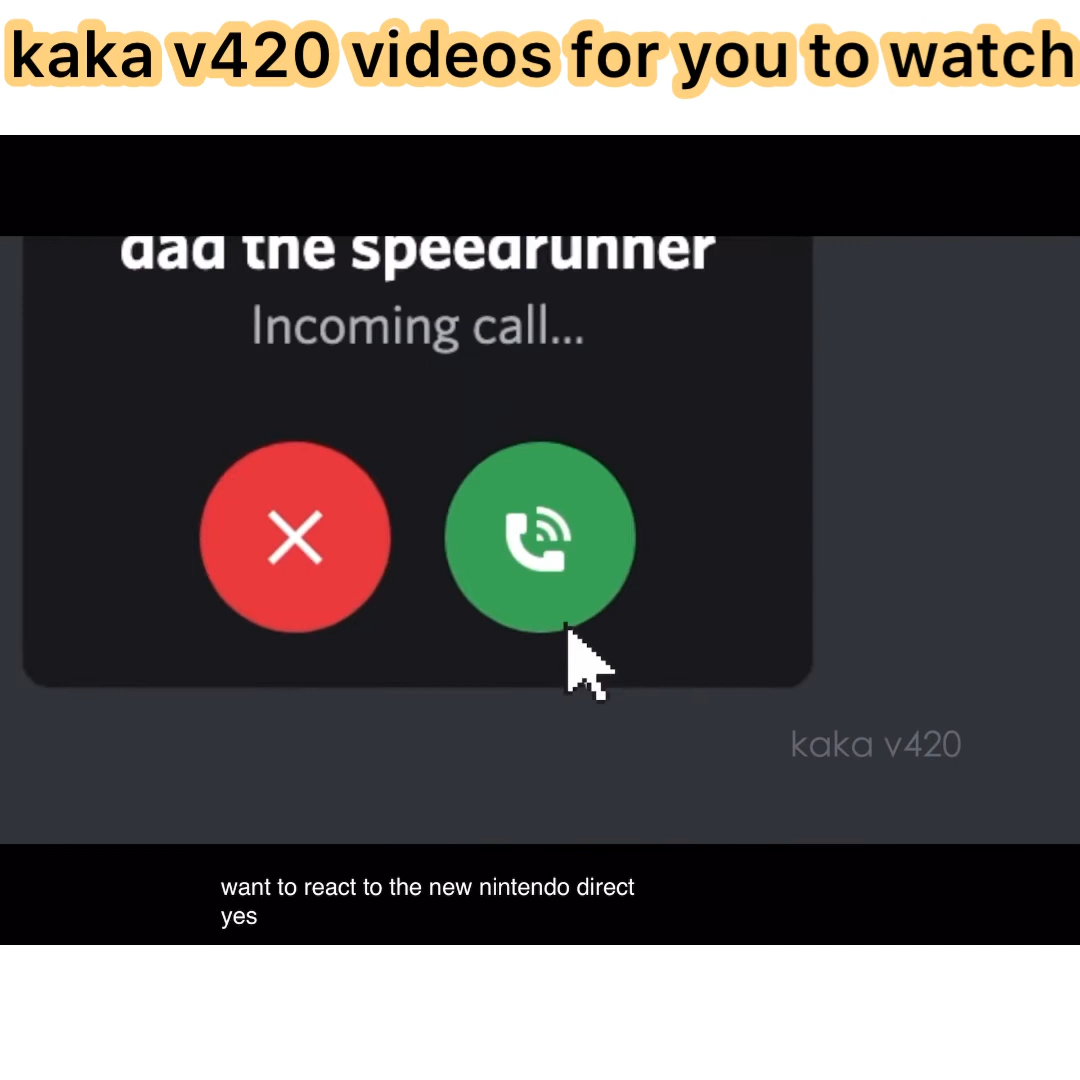 kaka v420 videos for you to watch
dad the speedrunner
Incoming call...
kaka v420
want to react to the new nintendo direct
yes